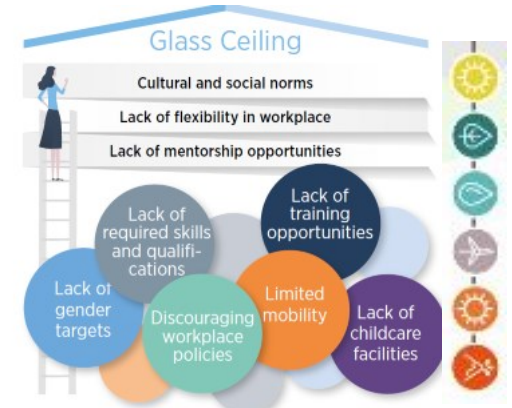 Glass Ceiling
Cultural and social norms
Lack of flexibility in workplace
Lack of mentorship opportunities
Lack of
required skills
and qualifi-
cations
Lack of
training
opportunities
Lack of
gender
targets
Discouraging
workplace
policies
Limited
mobility
Lack of
childcare
facilities